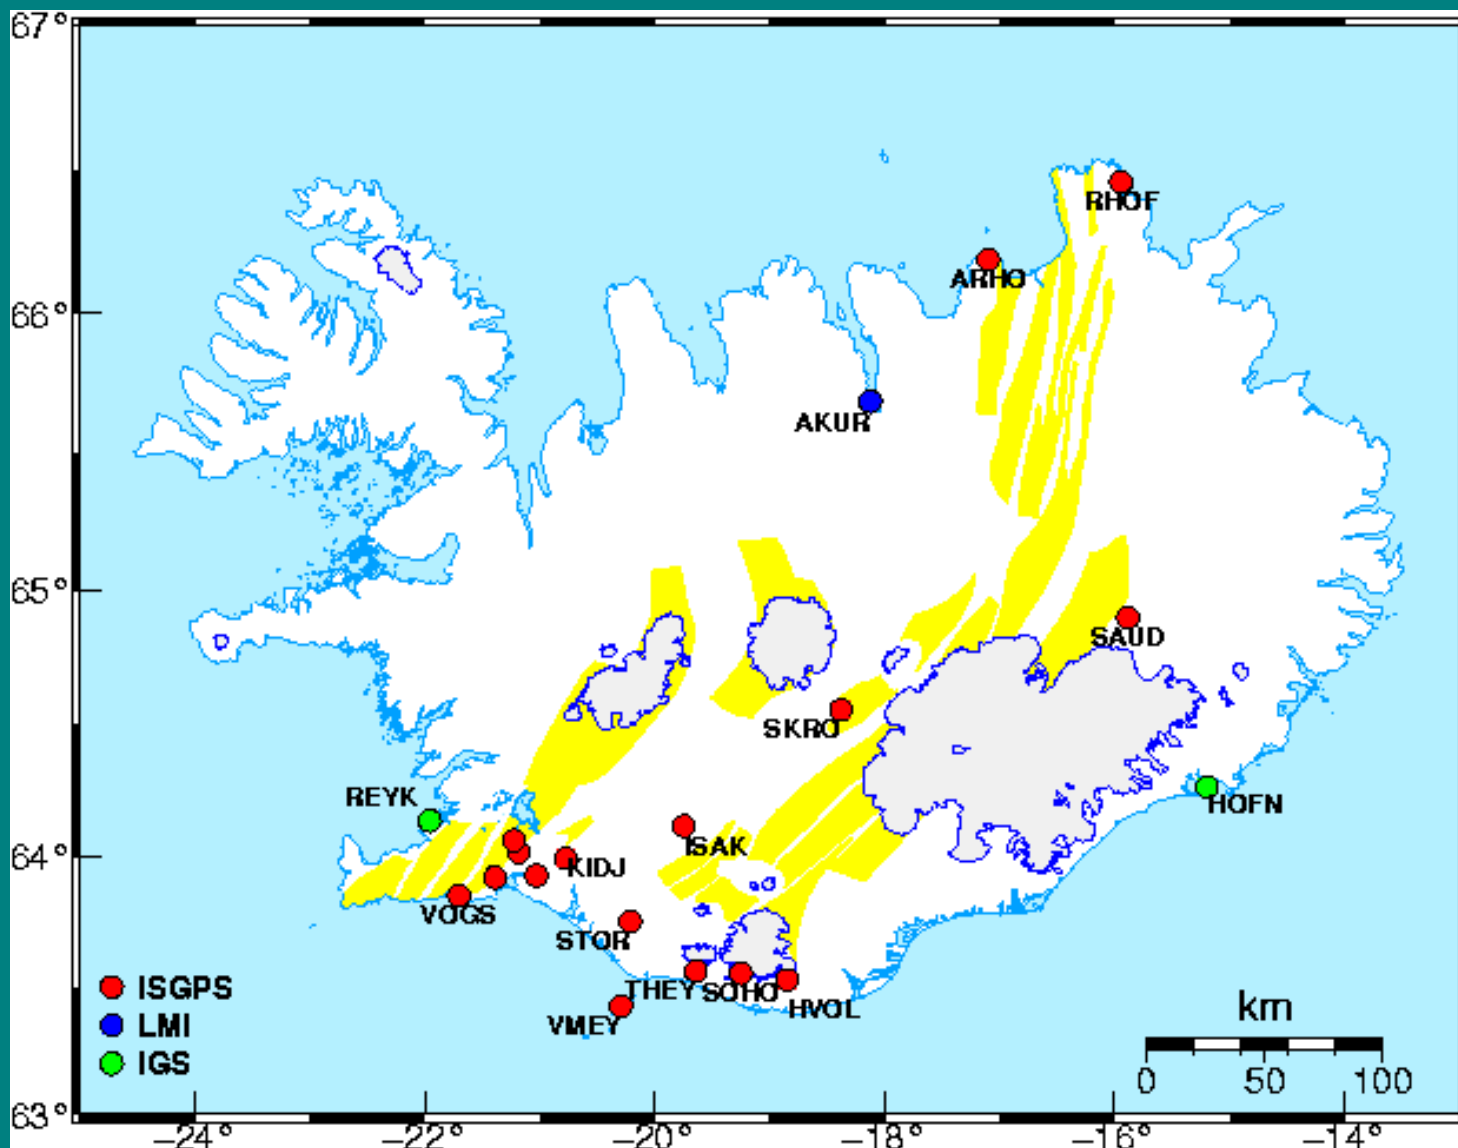 67°
RHOF
ARHO
66°
AKUR
65°
SAUD
SKRO
REYK
HOFN
ISAK
64°
KIDJ
VOGS
STOR
THEY
SOHO
HVOL
VMEY
ISGPS
LMI
IGS
km
0 50 100
63°
−24° −22° −20° −18° −16° −14°